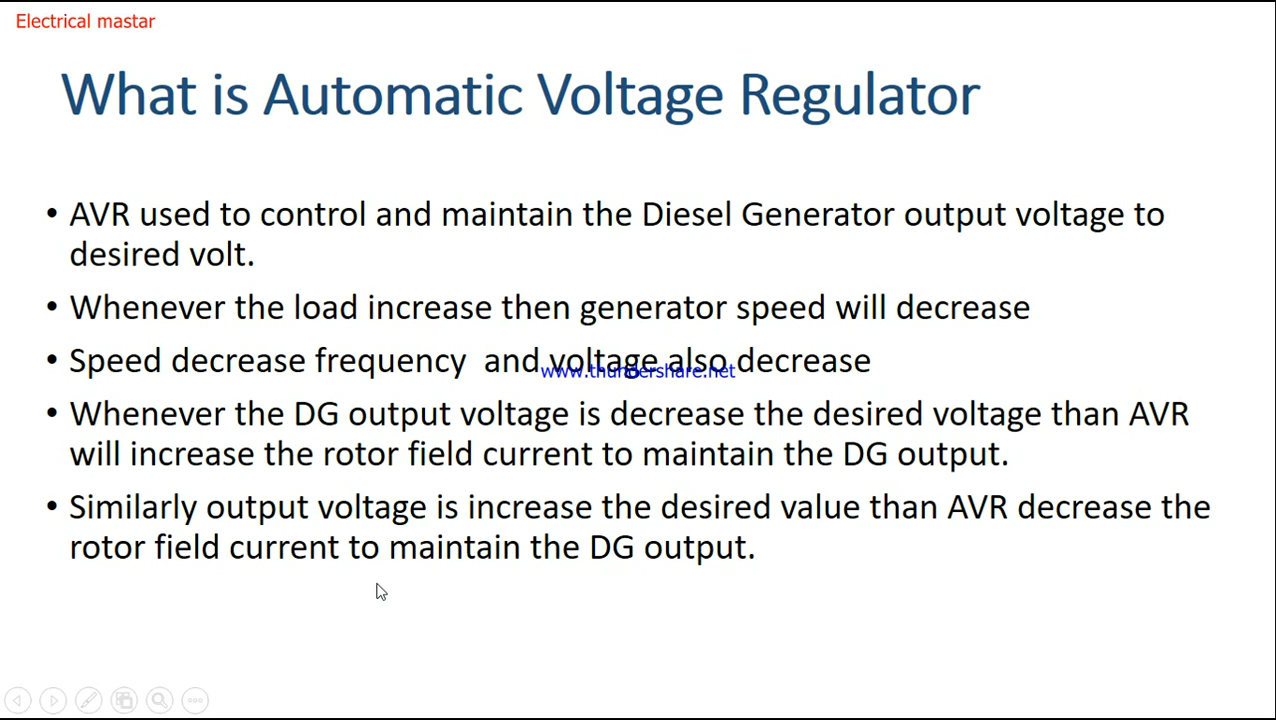 Electrical mastar
What is Automatic Voltage Regulator
• AVR used to control and maintain the Diesel Generator output voltage to
desired volt.
• Whenever the load increase then generator speed will decrease
• Speed decrease frequency and voltage also decrease
www.thundershare.net
• Whenever the DG output voltage is decrease the desired voltage than AVR
will increase the rotor field current to maintain the DG output.
• Similarly output voltage is increase the desired value than AVR decrease the
rotor field current to maintain the DG output.